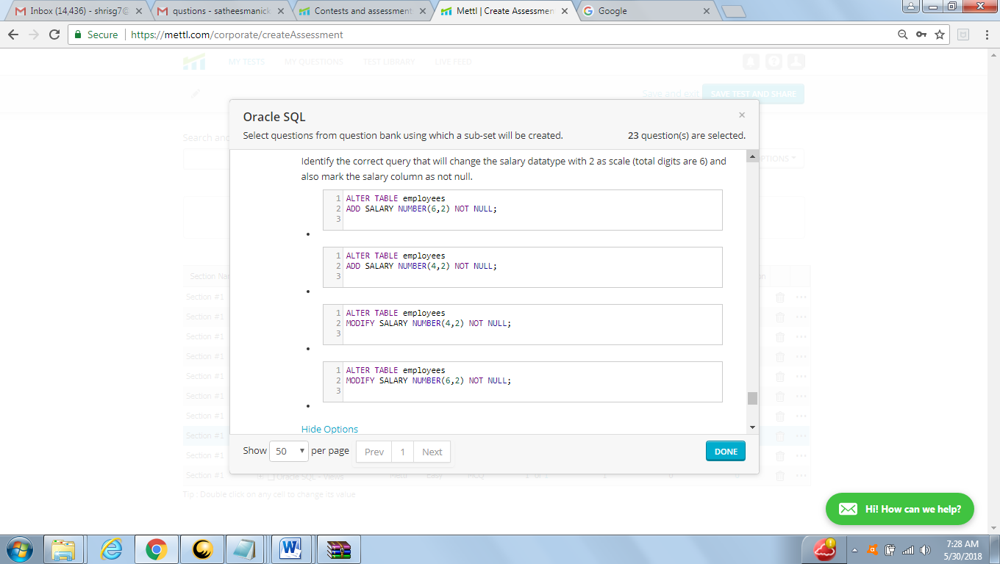 Inbox (14,436) - shrisg7@
qustions - satheesmanick
Contests and assessment
Mettl | Create Assessmen
Google
Secure
https://mettl.com/corporate/createAssessment
MY TESTS
MY QUESTIONS
TEST LIBRARY
LIVE FEED
Save and exit
SAVE TEST AND SHARE
Search and
PTIONS
Oracle SQL
×
Select questions from question bank using which a sub-set will be created.
23 question(s) are selected.
Identify the correct query that will change the salary datatype with 2 as scale (total digits are 6) and
also mark the salary column as not null.
1 ALTER TABLE employees
2 ADD SALARY NUMBER(6,2) NOT NULL;
3
1 ALTER TABLE employees
2 ADD SALARY NUMBER(4,2) NOT NULL;
3
1 ALTER TABLE employees
2 MODIFY SALARY NUMBER(4,2) NOT NULL;
3
1 ALTER TABLE employees
2 MODIFY SALARY NUMBER(6,2) NOT NULL;
3
Hide Options
Show 50 per page Prev 1 Next
DONE
Section Na
Section #1
Section #1
Section #1
Section #1
Section #1
Section #1
Section #1
Section #1
Section #1
Section #1
Oracle SQL - Views
Mettl
Easy
MCQ
Tip : Double click on any cell to change its value
Hi! How can we help?
7:28 AM
5/30/2018